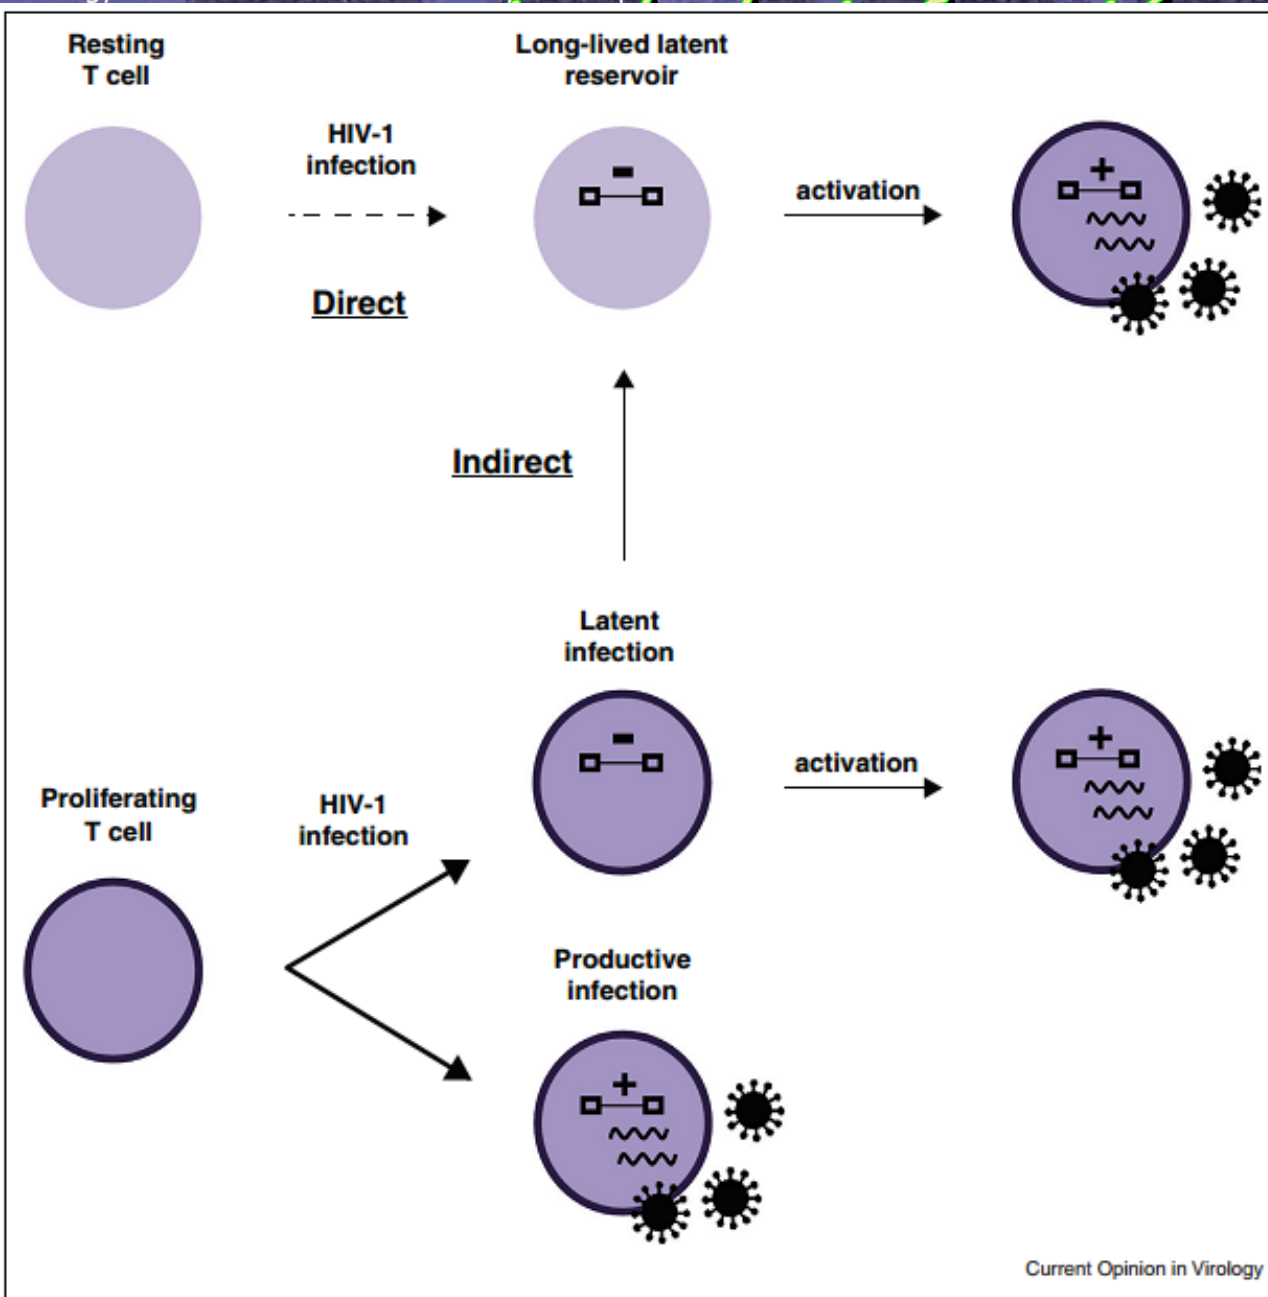 Resting
T cell
Long-lived latent
reservoir
HIV-1
infection
activation
Direct
Indirect
Latent
infection
activation
Proliferating
T cell
HIV-1
infection
Productive
infection
Current Opinion in Virology